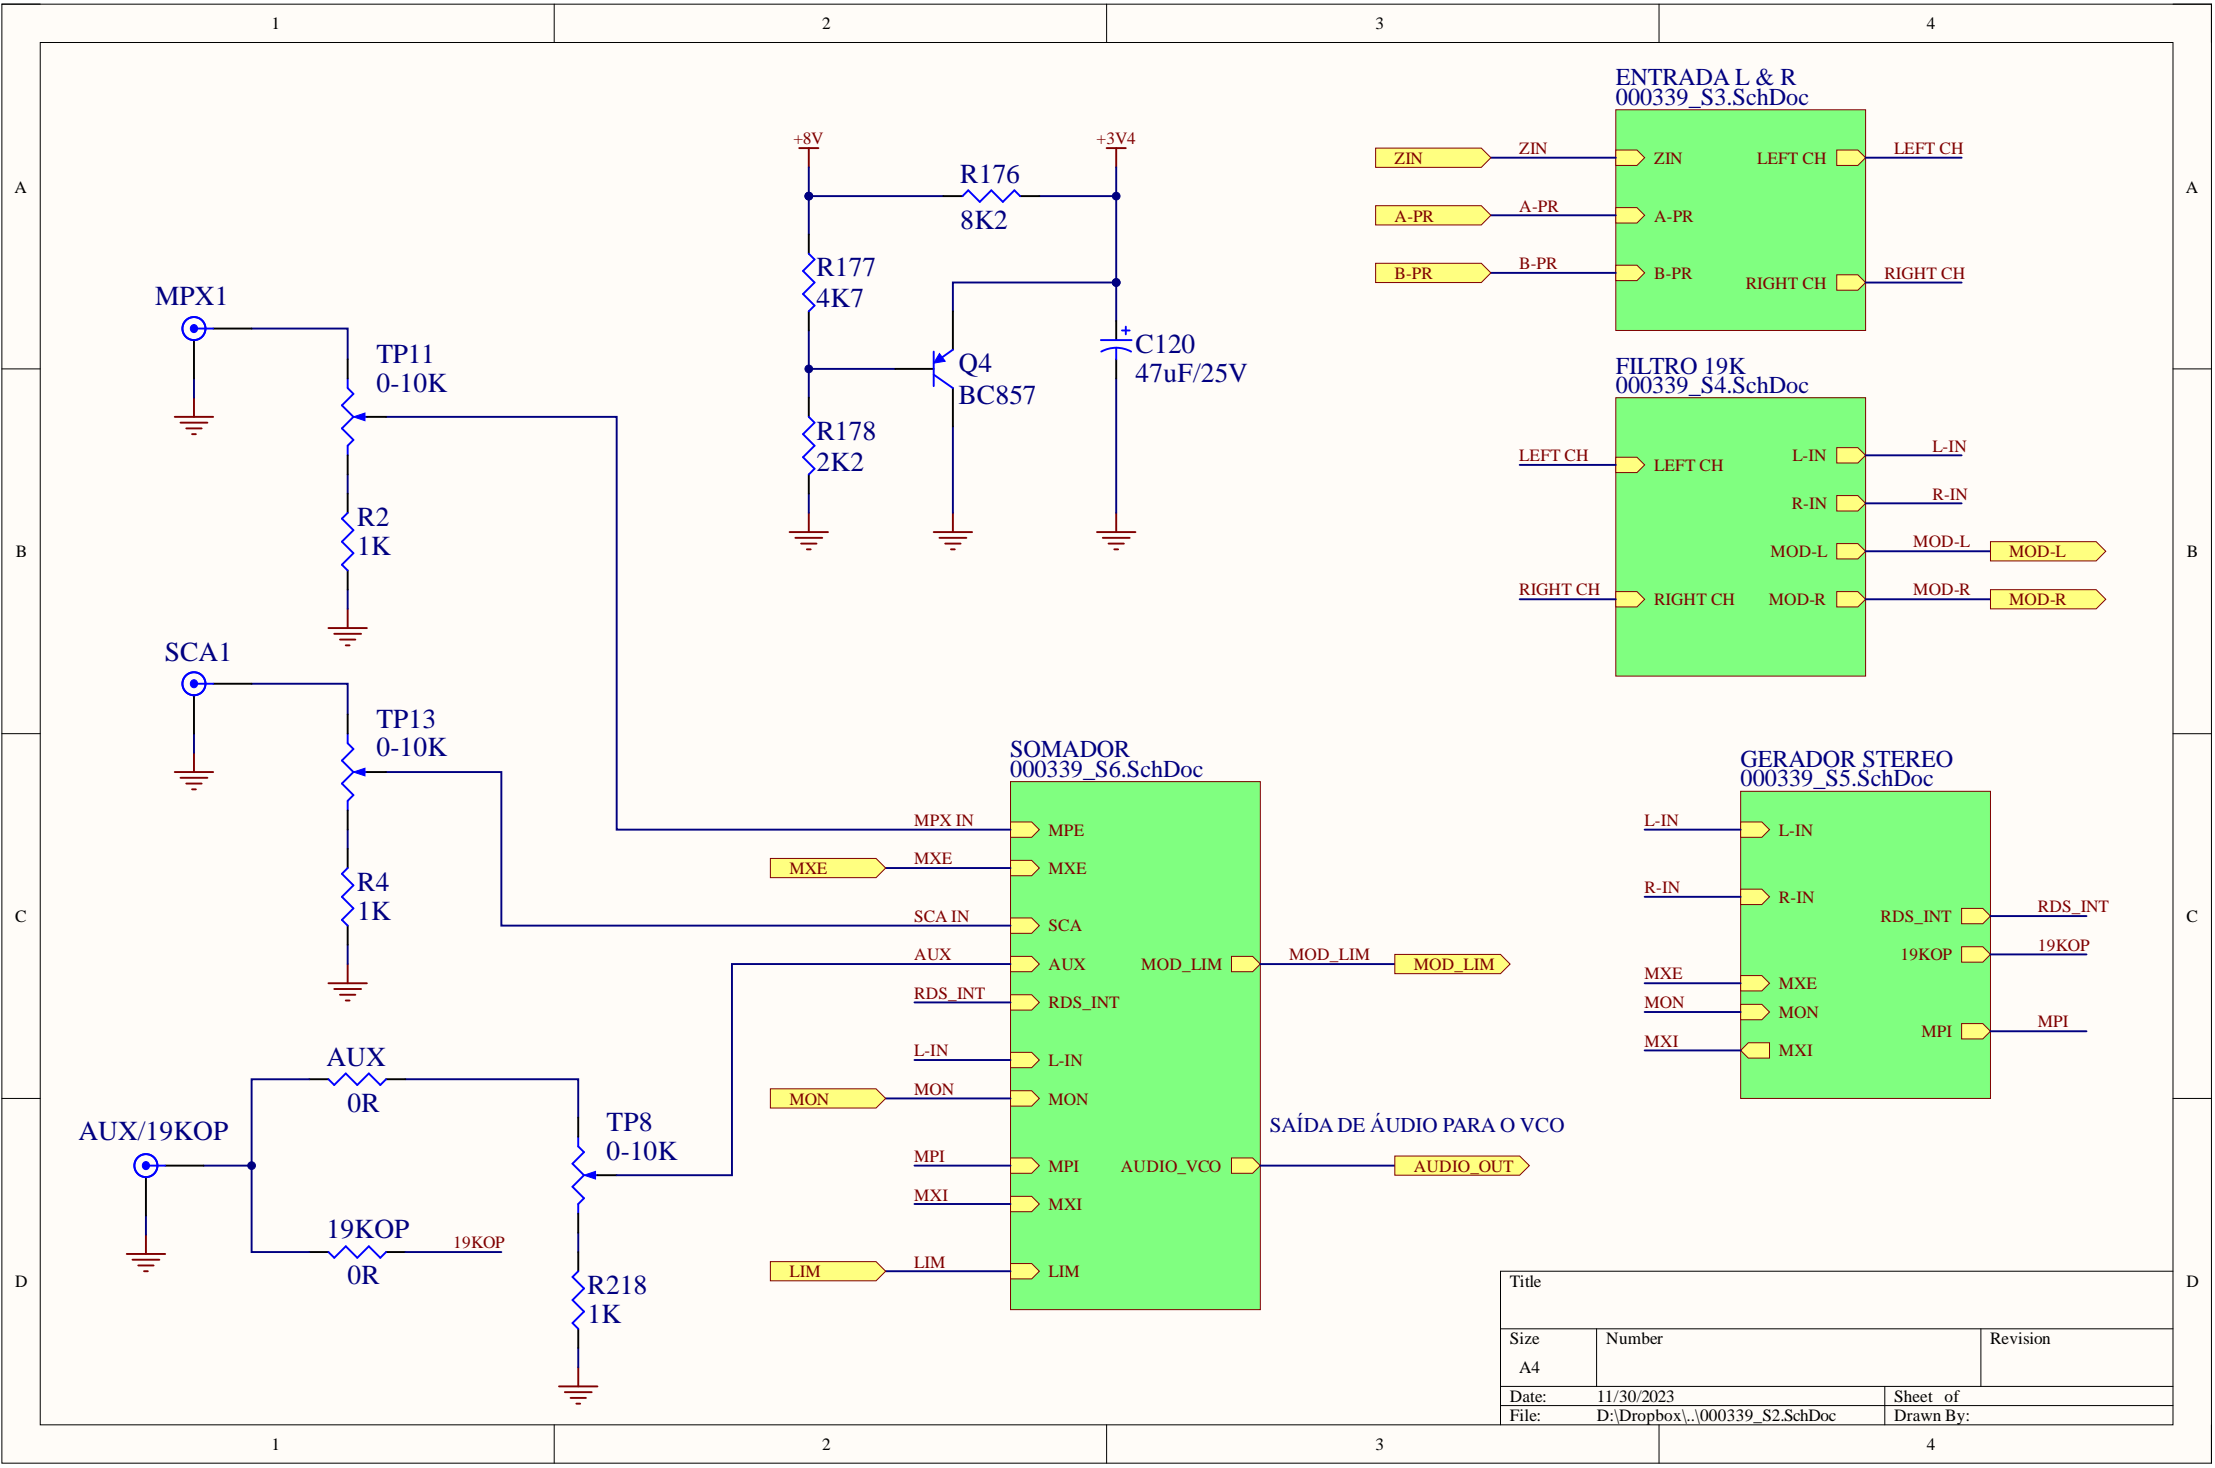 1 2 3 4
A
B
C
D
A
B
C
D
MPX1
TP11
0-10K
R2
1K
SCA1
TP13
0-10K
R4
1K
AUX
0R
AUX/19KOP
19KOP
0R
19KOP
TP8
0-10K
R218
1K
+8V
+3V4
R176
8K2
R177
4K7
Q4
BC857
C120
+
47uF/25V
R178
2K2
ENTRADA L & R
000339_S3.SchDoc
ZIN ZIN ZIN LEFT CH LEFT CH
A-PR A-PR A-PR
B-PR B-PR B-PR RIGHT CH RIGHT CH
FILTRO 19K
000339_S4.SchDoc
LEFT CH LEFT CH L-IN L-IN
R-IN R-IN
MOD-L MOD-L MOD-L
RIGHT CH RIGHT CH MOD-R MOD-R MOD-R
SOMADOR
000339_S6.SchDoc
MPX IN MPE
MXE MXE MXE
SCA IN SCA
AUX AUX MOD_LIM MOD_LIM MOD_LIM
RDS_INT RDS_INT
L-IN L-IN
MON MON MON
SAÍDA DE ÁUDIO PARA O VCO
MPI MPI AUDIO_VCO AUDIO_OUT
MXI MXI
LIM LIM LIM
GERADOR STEREO
000339_S5.SchDoc
L-IN L-IN
R-IN R-IN
RDS_INT RDS_INT
19KOP 19KOP
MXE MXE
MON MON
MPI MPI
MXI MXI
Title
Size Number Revision
A4
Date: 11/30/2023 Sheet of
File: D:\Dropbox\..\000339_S2.SchDoc Drawn By:
1 2 3 4